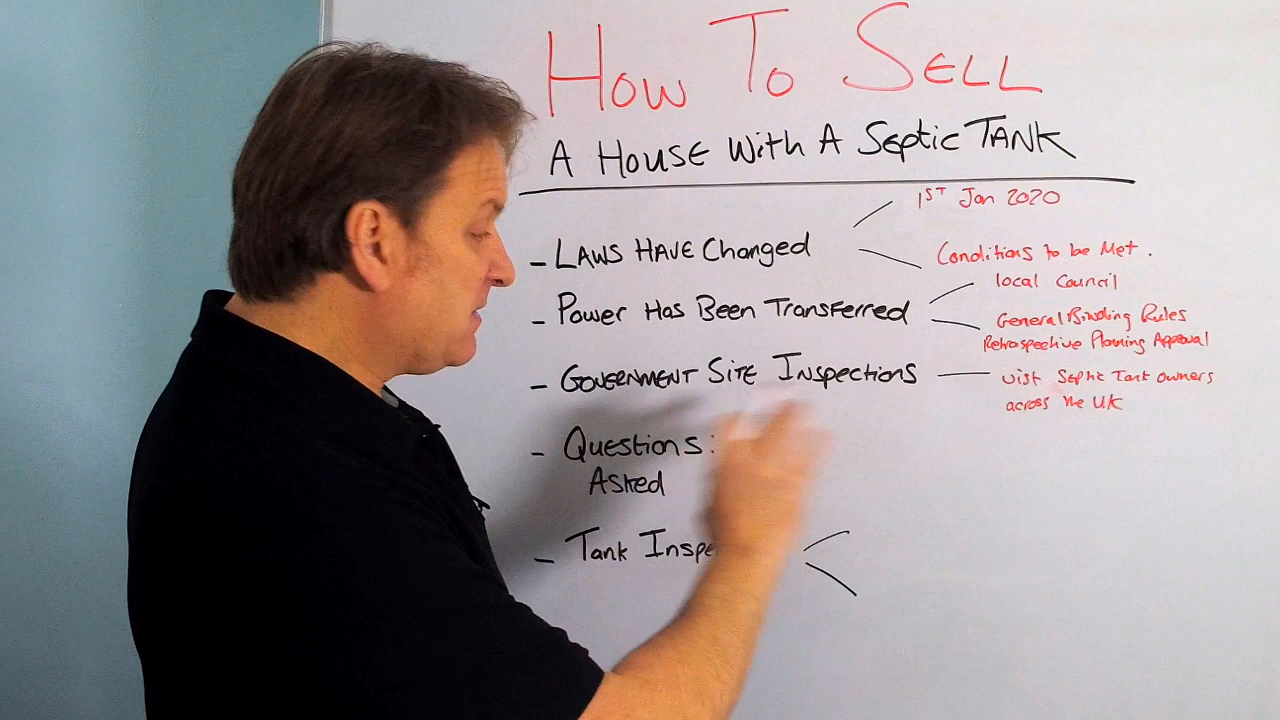 How To SELL
A HOUSE With A Septic TANK
- LAWS HAVE Changed
1ST Jan 2020
Conditions to be Met.
- Power Has Been Transferred
local Council
General Binding Rules
Retrospective Planning Approval
- GOVERNMENT SITE Inspections
visit Septic Tank owners
across the UK
- Questions:
Asked
- Tank